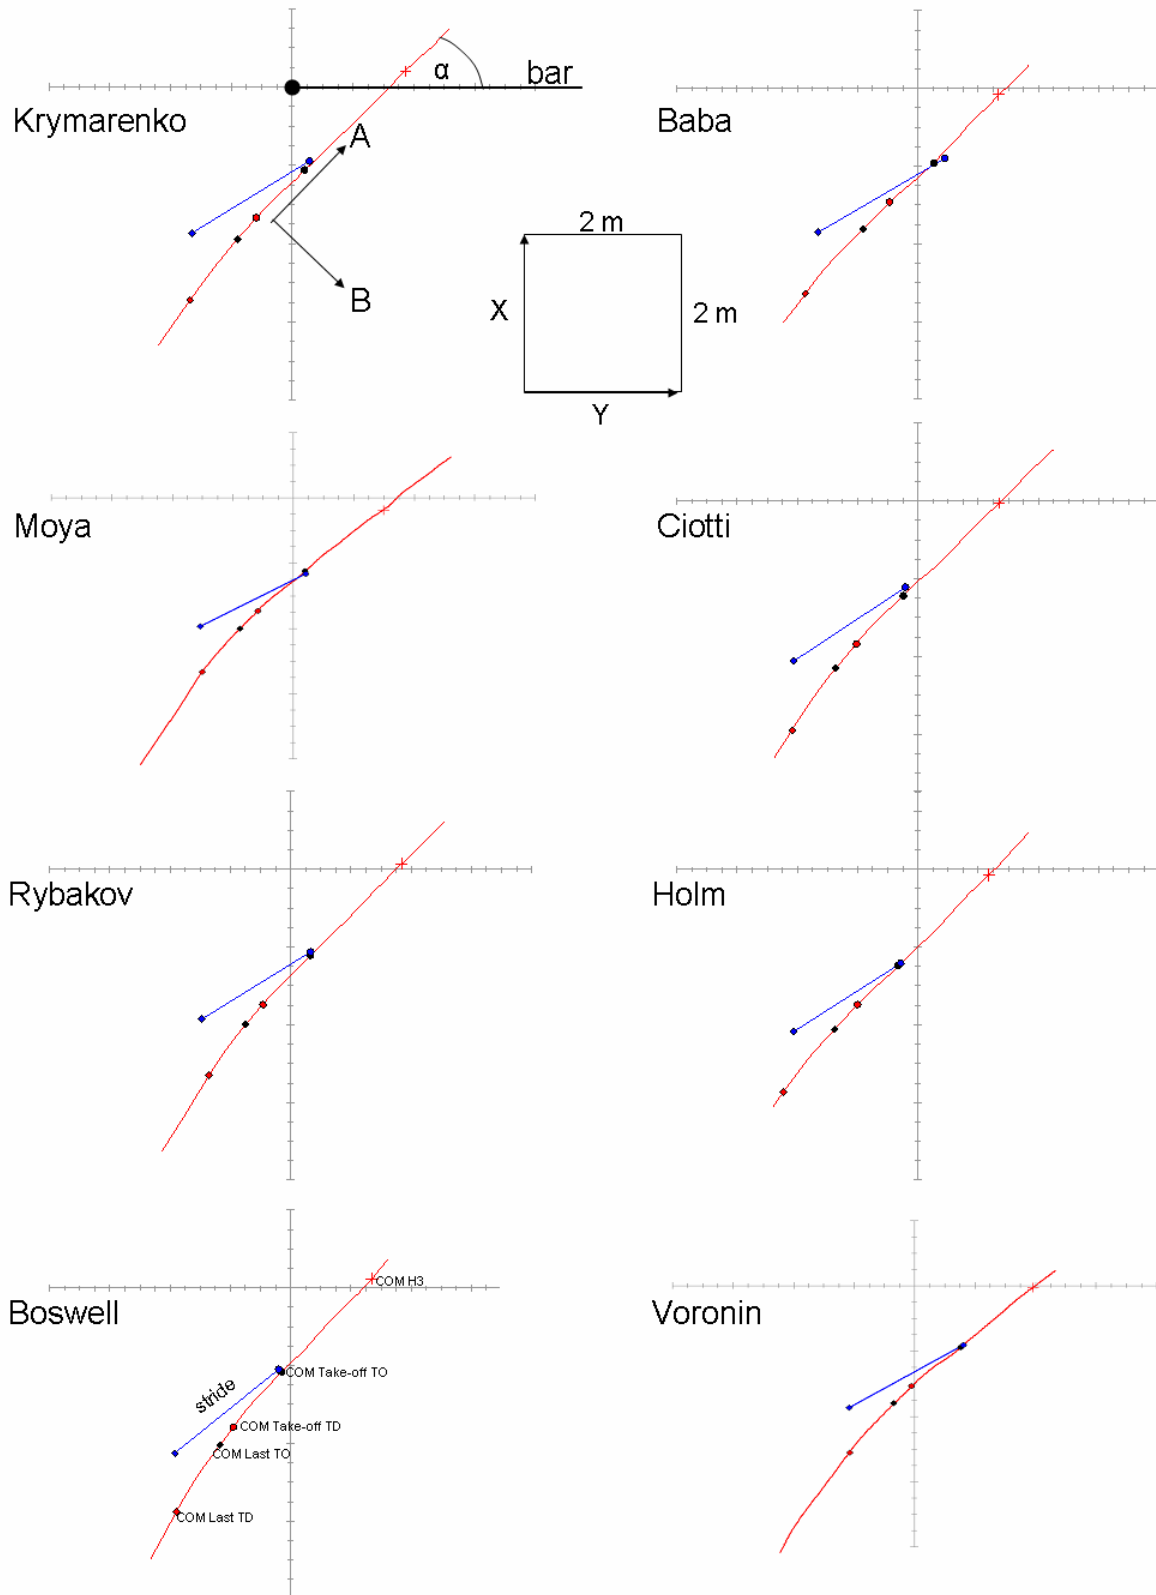 α
bar
Krymarenko
Baba
A
B
2 m
X
2 m
Y
Moya
Ciotti
Rybakov
Holm
COM H3
Boswell
Voronin
stride
COM Take-off TO
COM Take-off TD
COM Last TO
COM Last TD